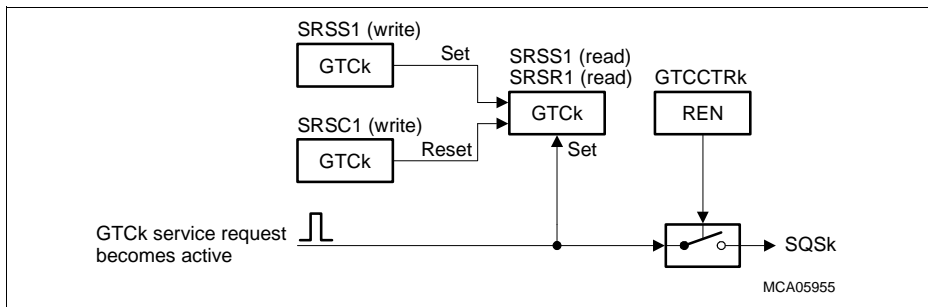 SRSS1 (write)
GTCk
Set
SRSS1 (read)
SRSR1 (read)
GTCk
GTCCTRk
REN
SRSC1 (write)
GTCk
Reset
Set
GTCk service request
becomes active
SQSk
MCA05955